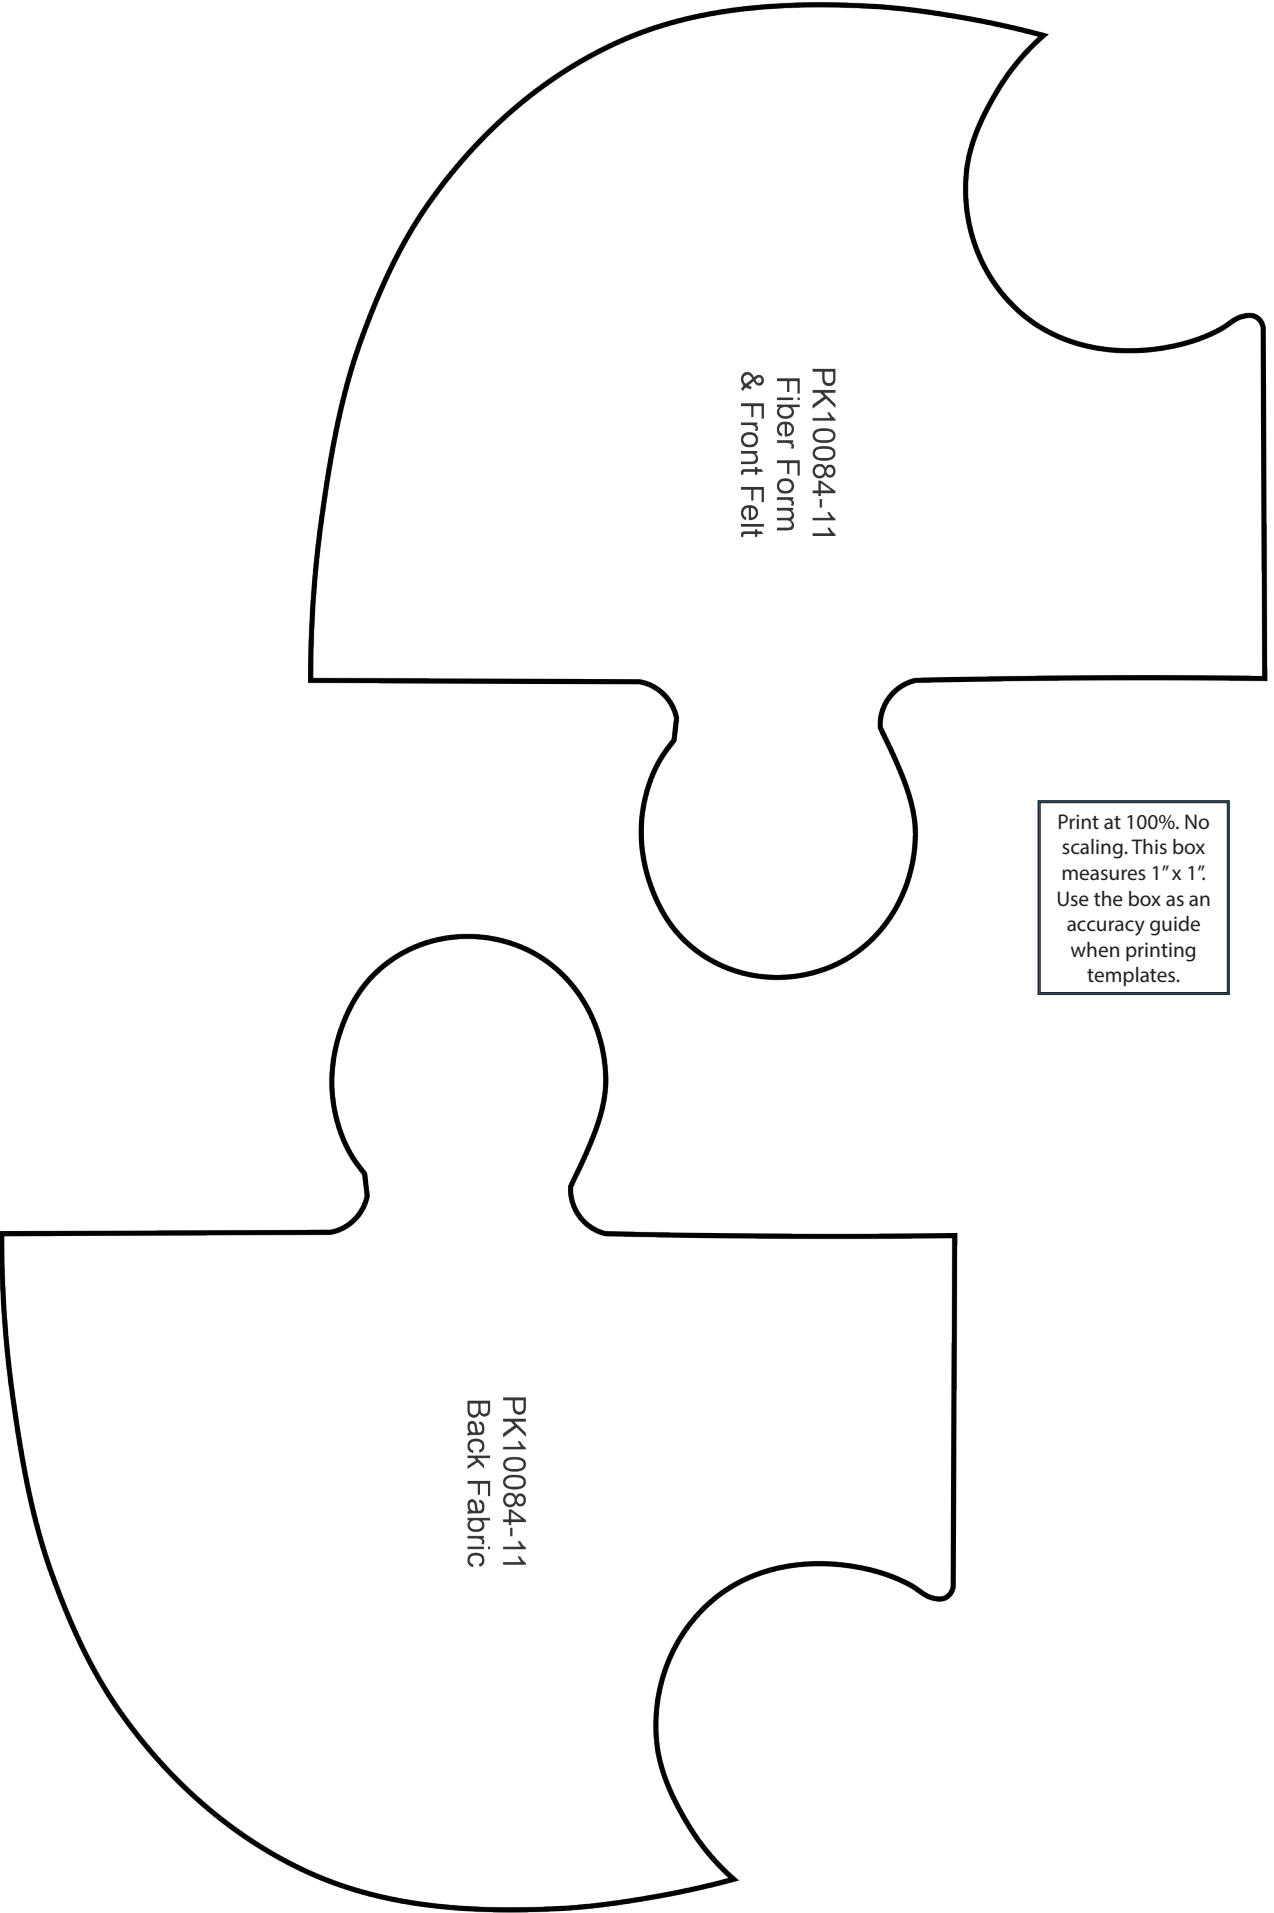 PK10084-11
Fiber Form
& Front Felt
Print at 100%. No
scaling. This box
measures 1” x 1”.
Use the box as an
accuracy guide
when printing
templates.
PK10084-11
Back Fabric